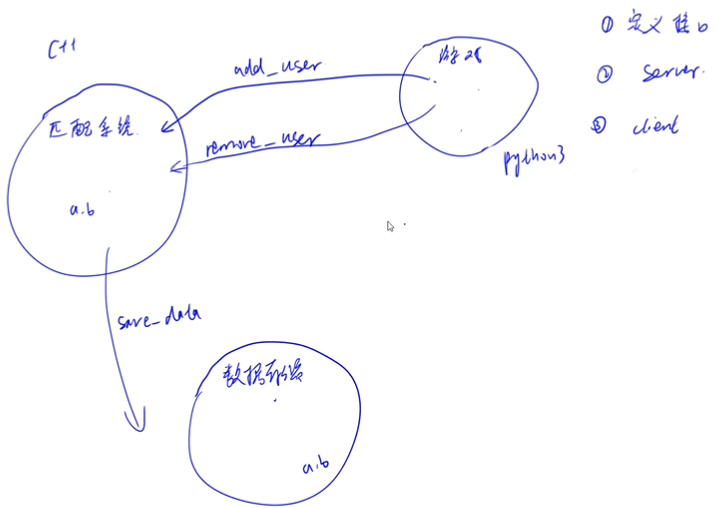 C++
匹配系统
a.b
add_user
remove_user
游戏
python3
save_data
数据存储
a.b
① 定义接口
② server.
③ client